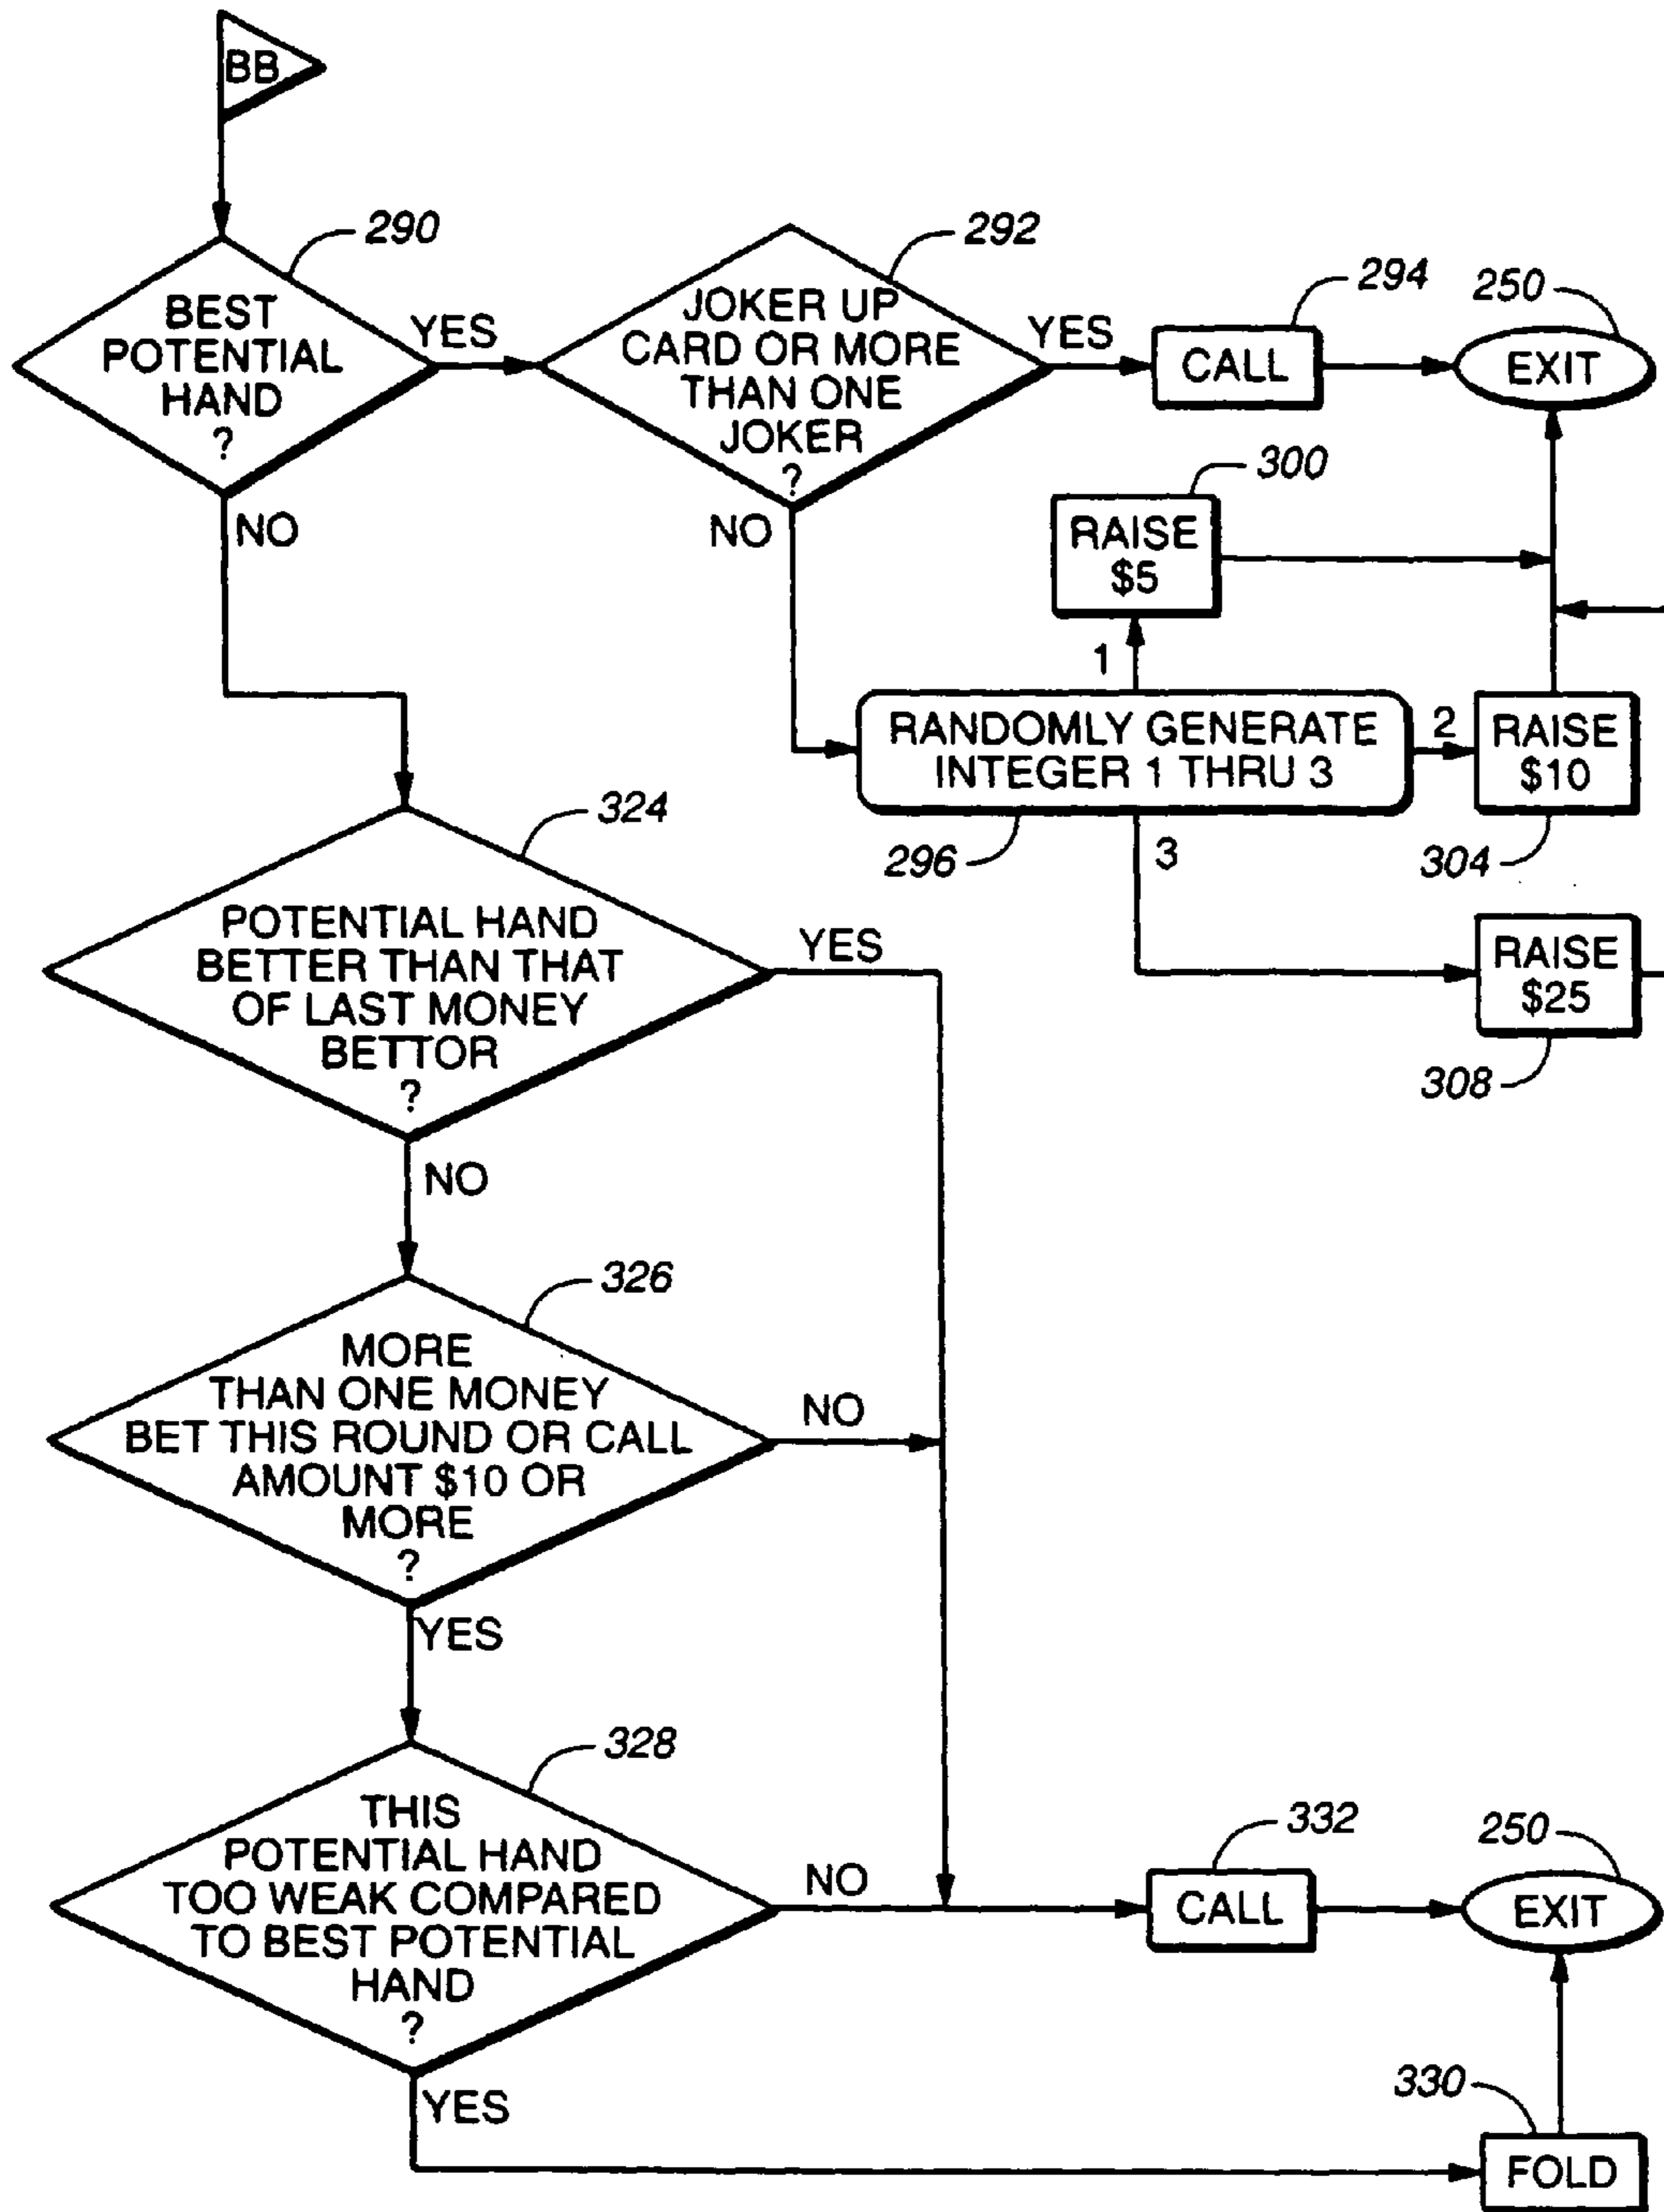 BB
290
BEST
POTENTIAL
HAND
?
YES
NO
292
JOKER UP
CARD OR MORE
THAN ONE
JOKER
?
YES
NO
294
CALL
250
EXIT
300
RAISE
$5
1
RANDOMLY GENERATE
INTEGER 1 THRU 3
296
2
RAISE
$10
304
3
RAISE
$25
308
324
POTENTIAL HAND
BETTER THAN THAT
OF LAST MONEY
BETTOR
?
YES
NO
326
MORE
THAN ONE MONEY
BET THIS ROUND OR CALL
AMOUNT $10 OR
MORE
?
NO
YES
328
THIS
POTENTIAL HAND
TOO WEAK COMPARED
TO BEST POTENTIAL
HAND
?
NO
YES
332
CALL
250
EXIT
330
FOLD